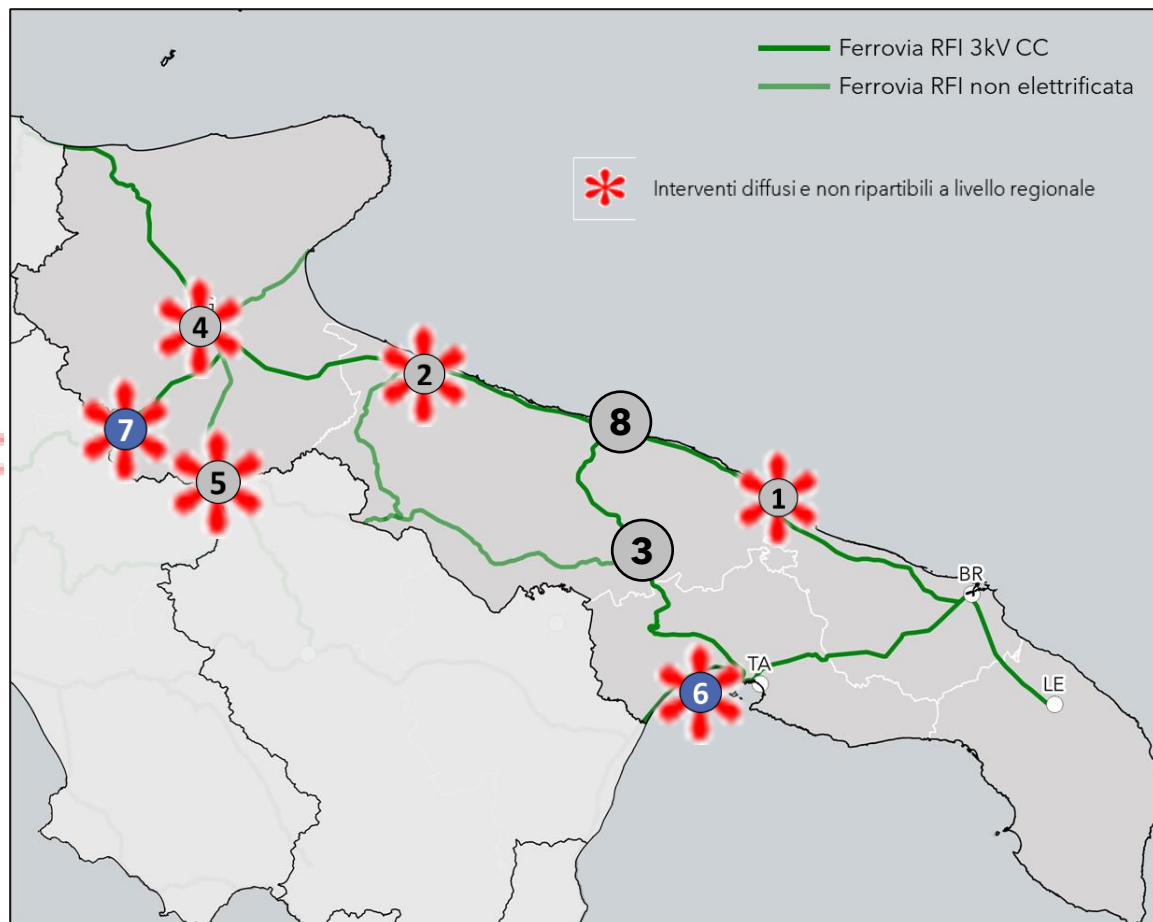 Ferrovia RFI 3kV CC
Ferrovia RFI non elettrificata
Interventi diffusi e non ripartibili a livello regionale
4
2
7
8
5
1
3
BR
TA
6
LE